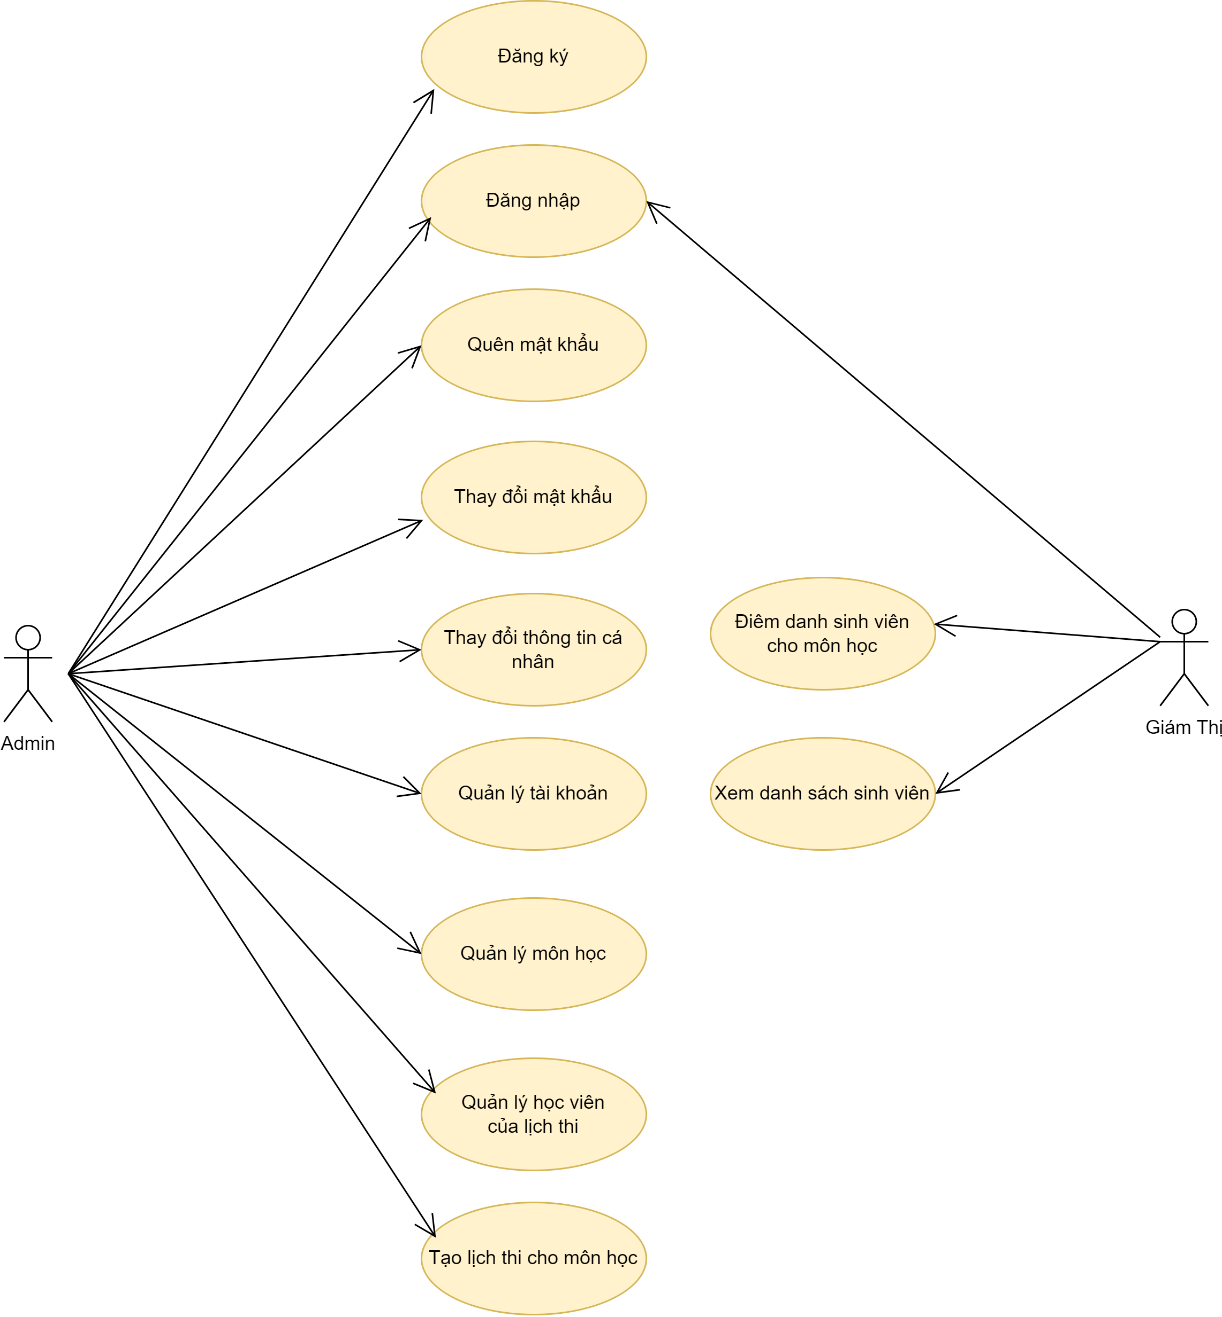 Đăng ký
Đăng nhập
Quên mật khẩu
Thay đổi mật khẩu
Thay đổi thông tin cá
nhân
Điêm danh sinh viên
cho môn học
Giám Thị
Admin
Quản lý tài khoản
Xem danh sách sinh viên
Quản lý môn học
Quản lý học viên
của lịch thi
Tạo lịch thi cho môn học